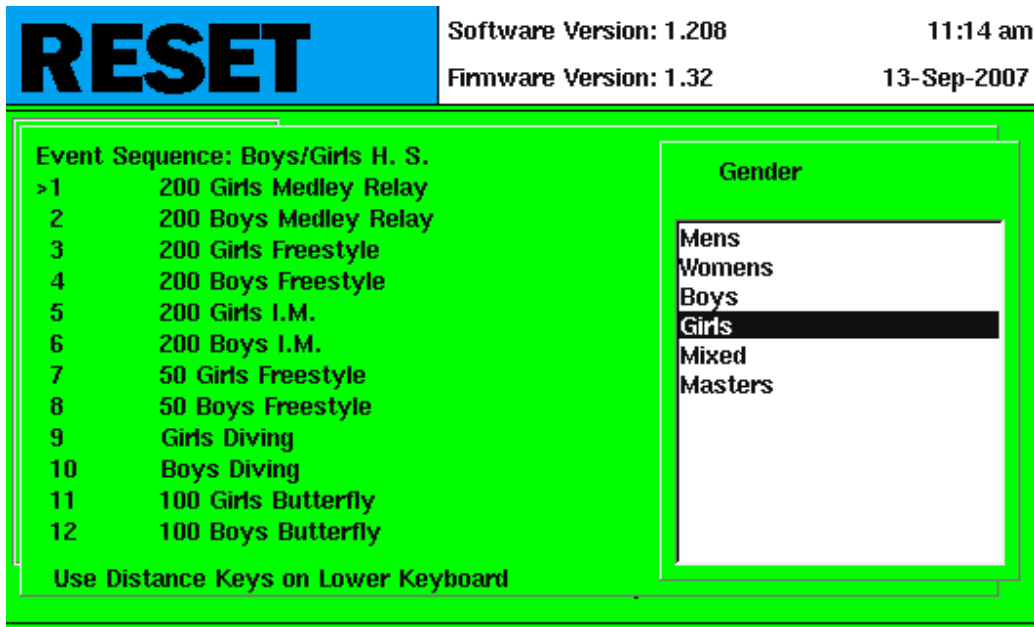 RESET
Software Version: 1.208
11:14 am
Firmware Version: 1.32
13-Sep-2007
Event Sequence: Boys/Girls H. S.
>1 200 Girls Medley Relay
2 200 Boys Medley Relay
3 200 Girls Freestyle
4 200 Boys Freestyle
5 200 Girls I.M.
6 200 Boys I.M.
7 50 Girls Freestyle
8 50 Boys Freestyle
9 Girls Diving
10 Boys Diving
11 100 Girls Butterfly
12 100 Boys Butterfly
Use Distance Keys on Lower Keyboard
Gender
Mens
Womens
Boys
Girls
Mixed
Masters